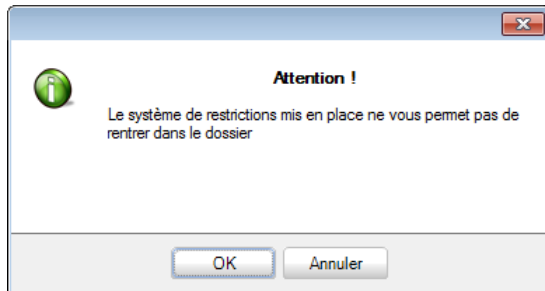 Attention !
Le système de restrictions mis en place ne vous permet pas de
rentrer dans le dossier
OK
Annuler